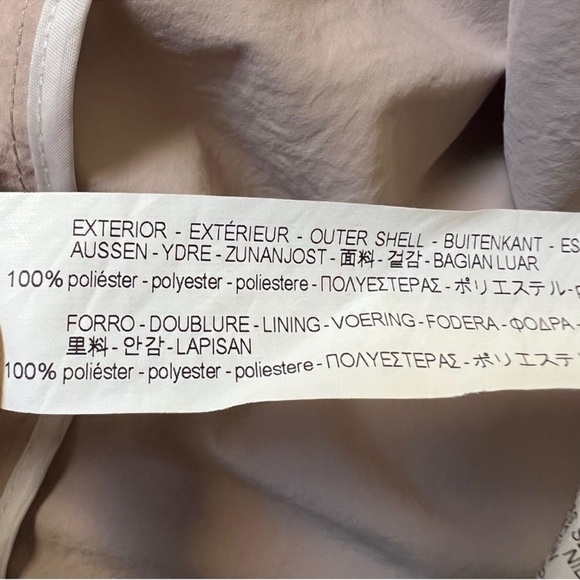 EXTERIOR - EXTÉRIEUR - OUTER SHELL - BUITENKANT - ES
AUSSEN - YDRE - ZUNANJOST - 面料 - 겉감 - BAGIAN LUAR
100% poliéster - polyester - poliestere - ΠΟΛΥΕΣΤΕΡΑΣ - ポリエステル -
FORRO - DOUBLURE - LINING - VOERING - FODERA - ΦΟΔΡΑ -
里料 - 안감 - LAPISAN
100% poliéster - polyester - poliestere - ΠΟΛΥΕΣΤΕΡΑΣ - ポリエステ